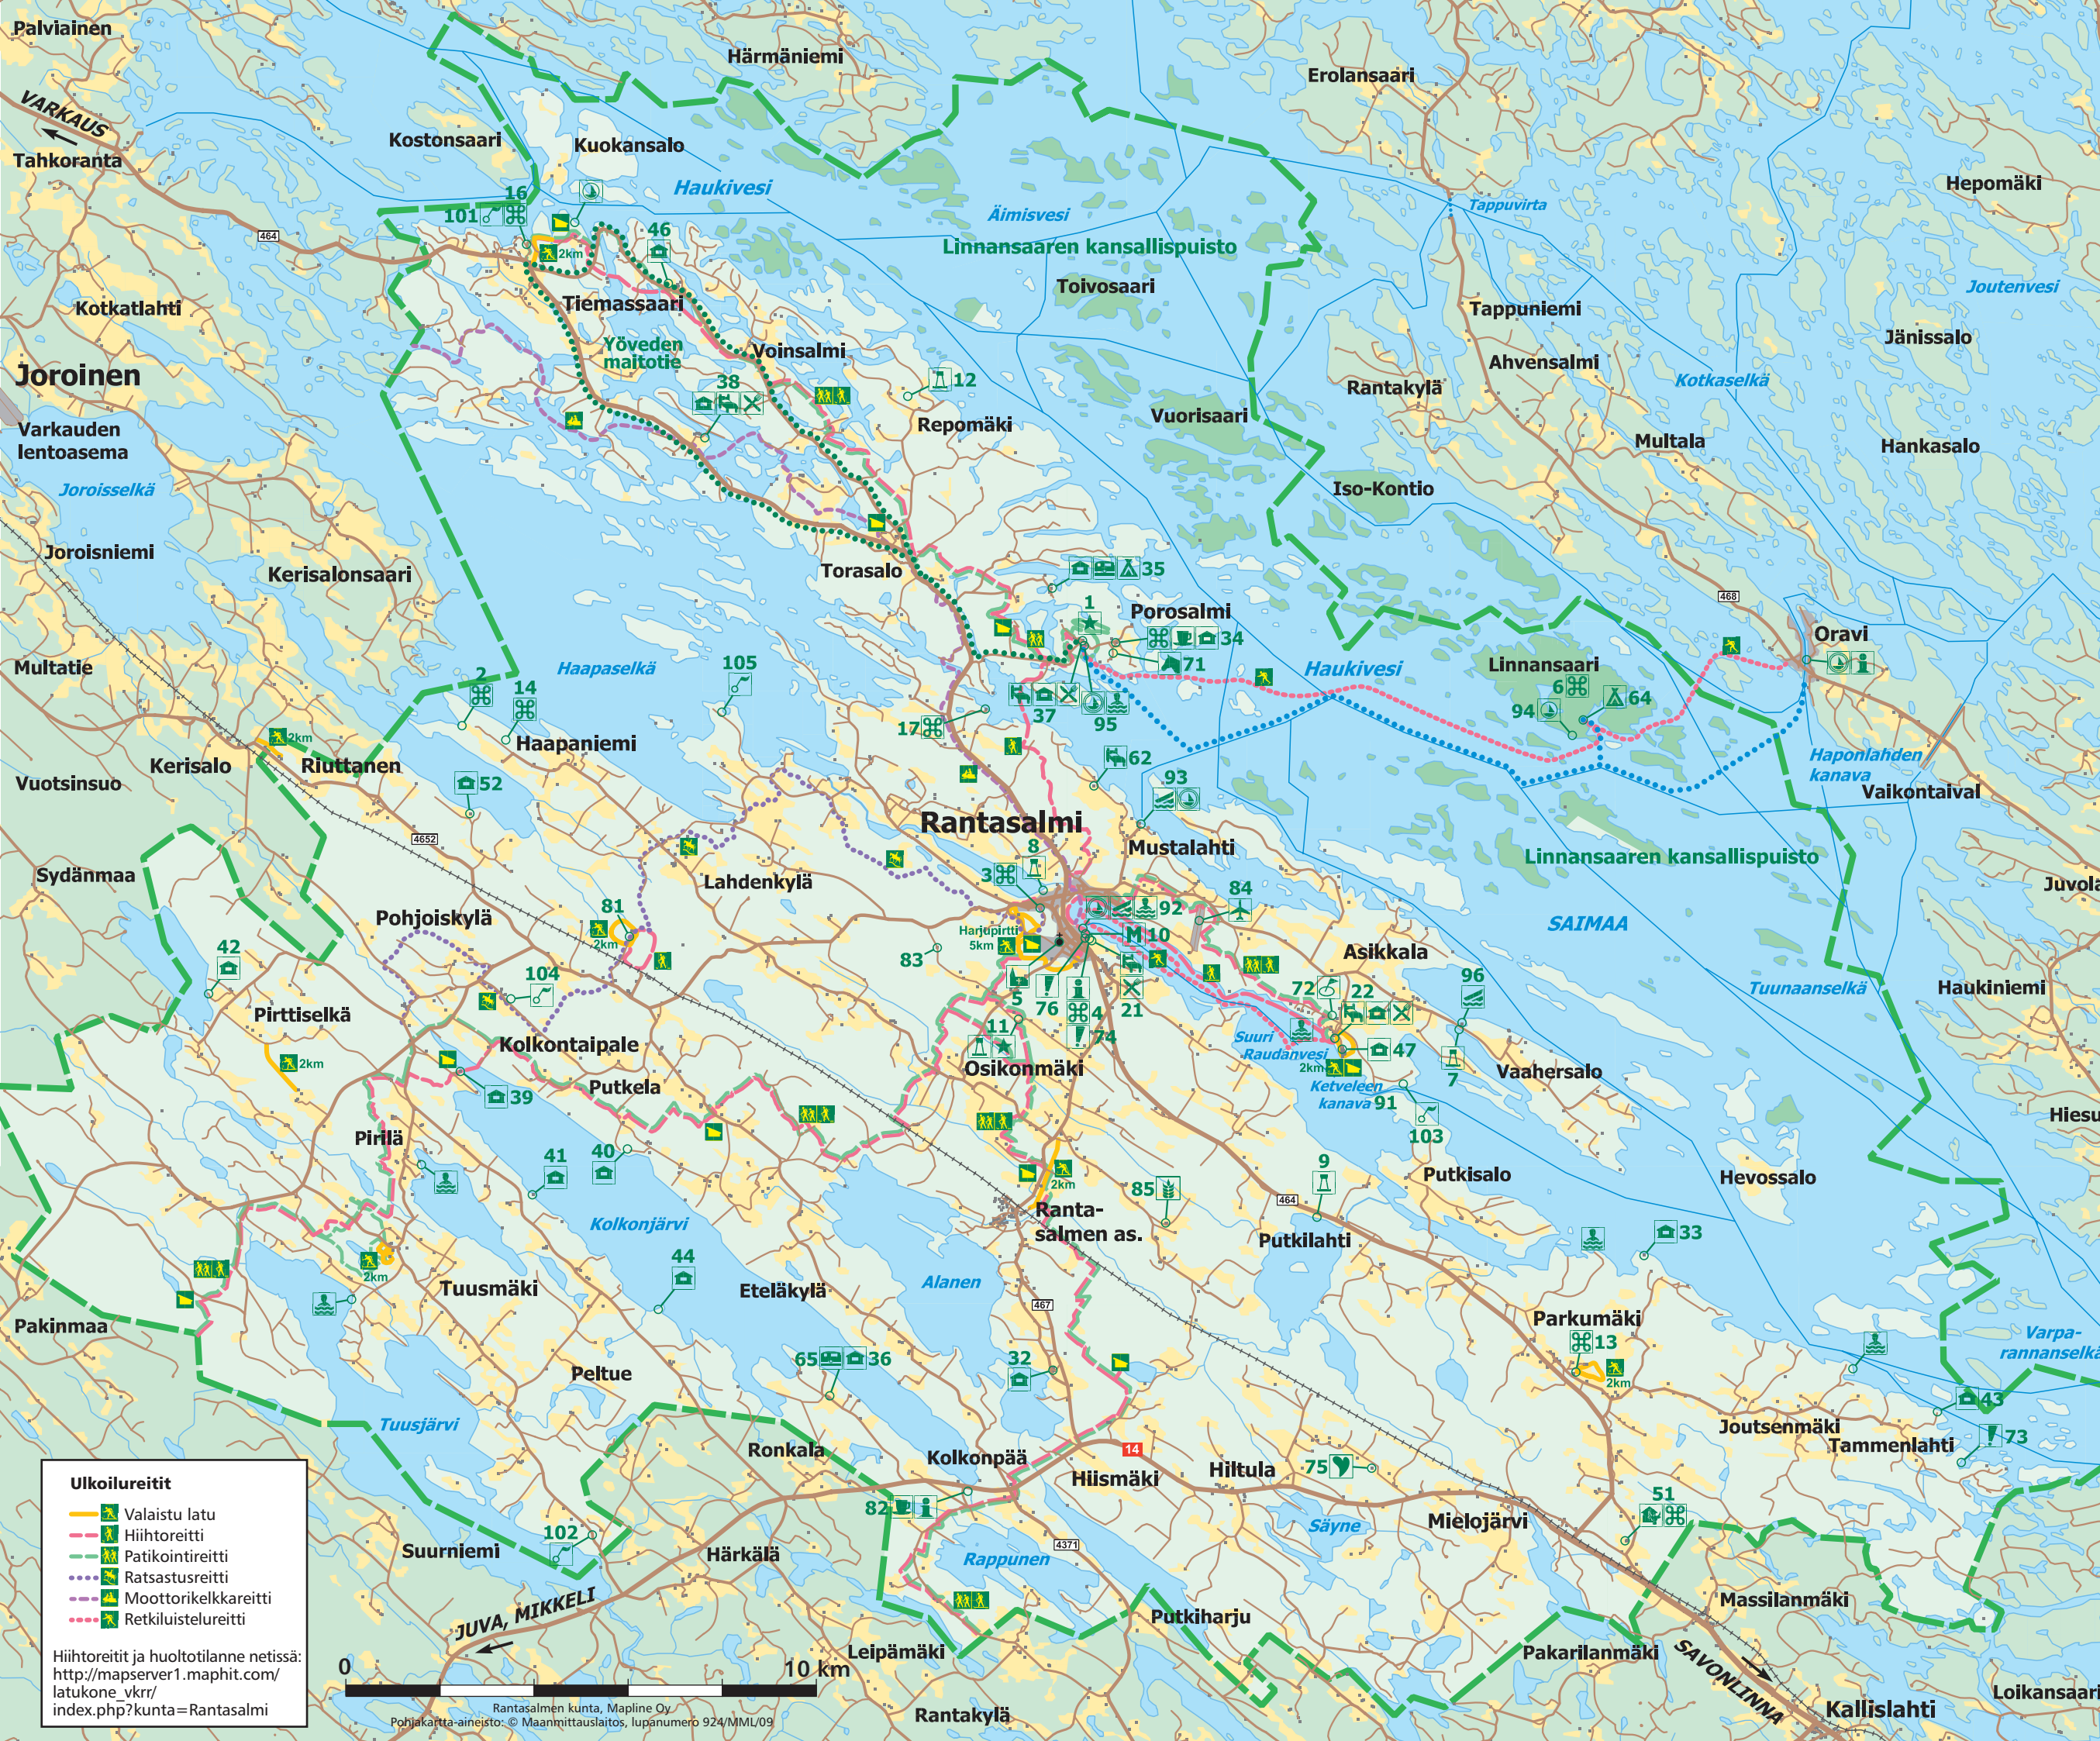 Palviainen
Härmäniemi
Erolansaari
VARKAUS
Kostonsaari
Kuokansalo
Tahkoranta
Haukivesi
Hepomäki
16
101
Äimisvesi
Tappuvirta
464
46
2km
Linnansaaren kansallispuisto
Toivosaari
Joutenvesi
Kotkatlahti
Tiemassaari
Tappuniemi
Jänissalo
Yöveden
maitotie
Voinsalmi
Ahvensalmi
Joroinen
38
12
Rantakylä
Kotkaselkä
Vuorisaari
Repomäki
Varkauden
lentoasema
Multala
Hankasalo
Joroisselkä
Iso-Kontio
Joroisniemi
Kerisalonsaari
Torasalo
35
468
1
Porosalmi
Oravi
34
Multatie
Haapaselkä
105
71
Haukivesi
Linnansaari
2
14
6
64
37
95
94
17
2km
Haapaniemi
Kerisalo
Riuttanen
62
Haponlahden
kanava
Vuotsinsuo
52
93
Vaikontaival
Rantasalmi
4652
8
Mustalahti
Linnansaaren kansallispuisto
Sydänmaa
3
Lahdenkylä
84
Juvola
81
Pohjoiskylä
92
SAIMAA
Harjupirtti
5km
M 10
2km
42
83
Asikkala
104
96
72
22
Tuunaanselkä
Haukiniemi
Pirttiselkä
5
76
4
21
11
74
Suuri
Raudanvesi
Kolkontaipale
47
2km
Osikonmäki
2km
7
Vaahersalo
Putkela
Ketveleen
kanava
91
39
Hiesu
103
Pirilä
41
40
9
Putkisalo
2km
85
Hevossalo
464
Ranta-
salmen as.
Kolkonjärvi
33
Putkilahti
44
2km
Tuusmäki
Eteläkylä
Alanen
467
Pakinmaa
Parkumäki
13
Varpa-
rannanselkä
65
36
32
Peltue
2km
43
Tuusjärvi
Joutsenmäki
Tammenlahti
73
Ronkala
Kolkonpää
14
Hiismäki
Hiltula
75
51
82
Säyne
Mielojärvi
102
Suurniemi
Härkälä
Rappunen
4371
JUVA, MIKKELI
Massilanmäki
Putkiharju
Leipämäki
Pakarilanmäki
SAVONLINNA
Rantakylä
Kallislahti
Loikansaari
Ulkoilureitit
Valaistu latu
Hiihtoreitti
Patikointireitti
Ratsastusreitti
Moottorikelkkareitti
Retkiluistelureitti
Hiihtoreitit ja huoltotilanne netissä:
http://mapserver1.maphit.com/
latukone_vkrr/
index.php?kunta=Rantasalmi
0
10 km
Rantasalmen kunta, Mapline Oy
Pohjakartta-aineisto: © Maanmittauslaitos, lupanumero 924/MML/09